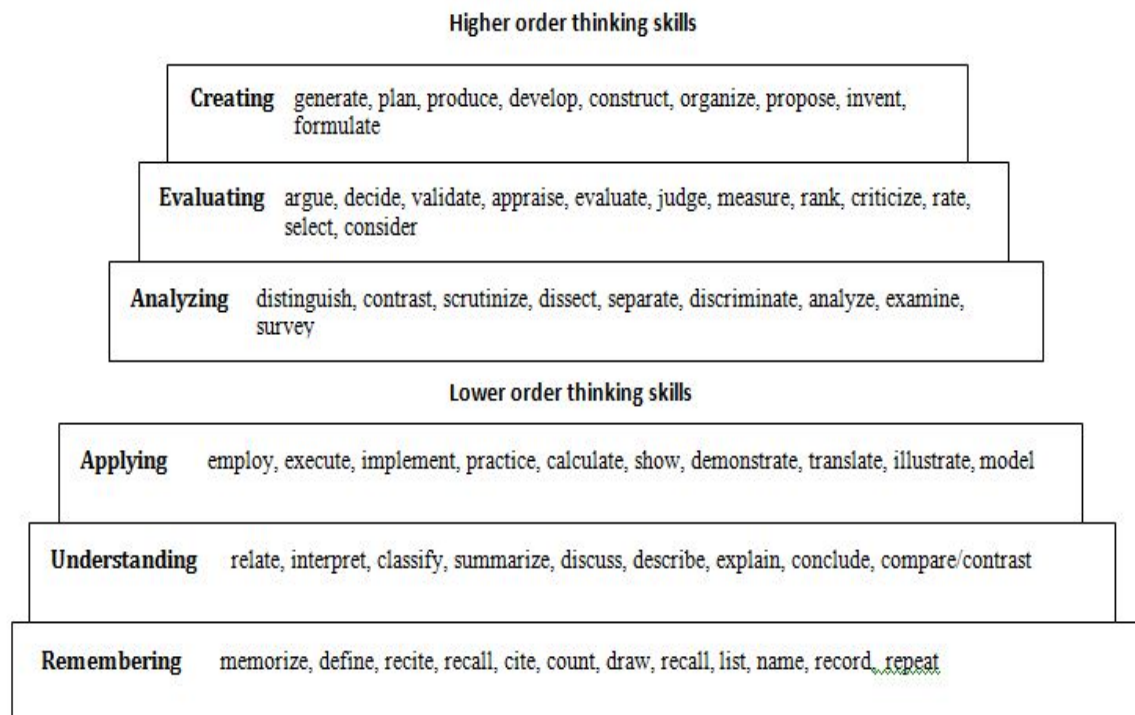 Higher order thinking skills
Creating generate, plan, produce, develop, construct, organize, propose, invent,
formulate
Evaluating argue, decide, validate, appraise, evaluate, judge, measure, rank, criticize, rate,
select, consider
Analyzing distinguish, contrast, scrutinize, dissect, separate, discriminate, analyze, examine,
survey
Lower order thinking skills
Applying employ, execute, implement, practice, calculate, show, demonstrate, translate, illustrate, model
Understanding relate, interpret, classify, summarize, discuss, describe, explain, conclude, compare/contrast
Remembering memorize, define, recite, recall, cite, count, draw, recall, list, name, record, repeat